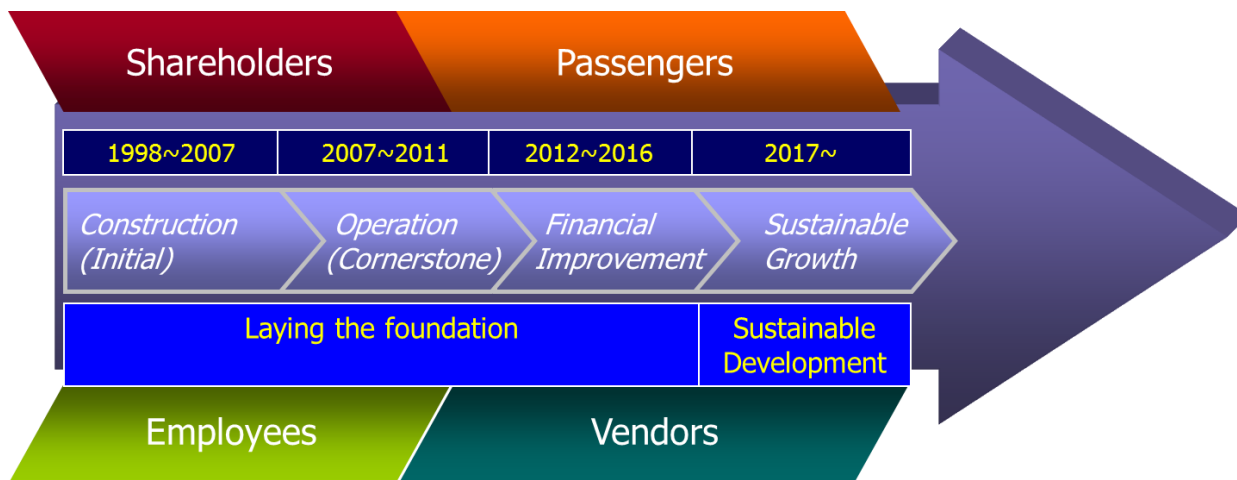 Shareholders
Passengers
1998~2007
2007~2011
2012~2016
2017~
Construction
(Initial)
Operation
(Cornerstone)
Financial
Improvement
Sustainable
Growth
Laying the foundation
Sustainable
Development
Employees
Vendors